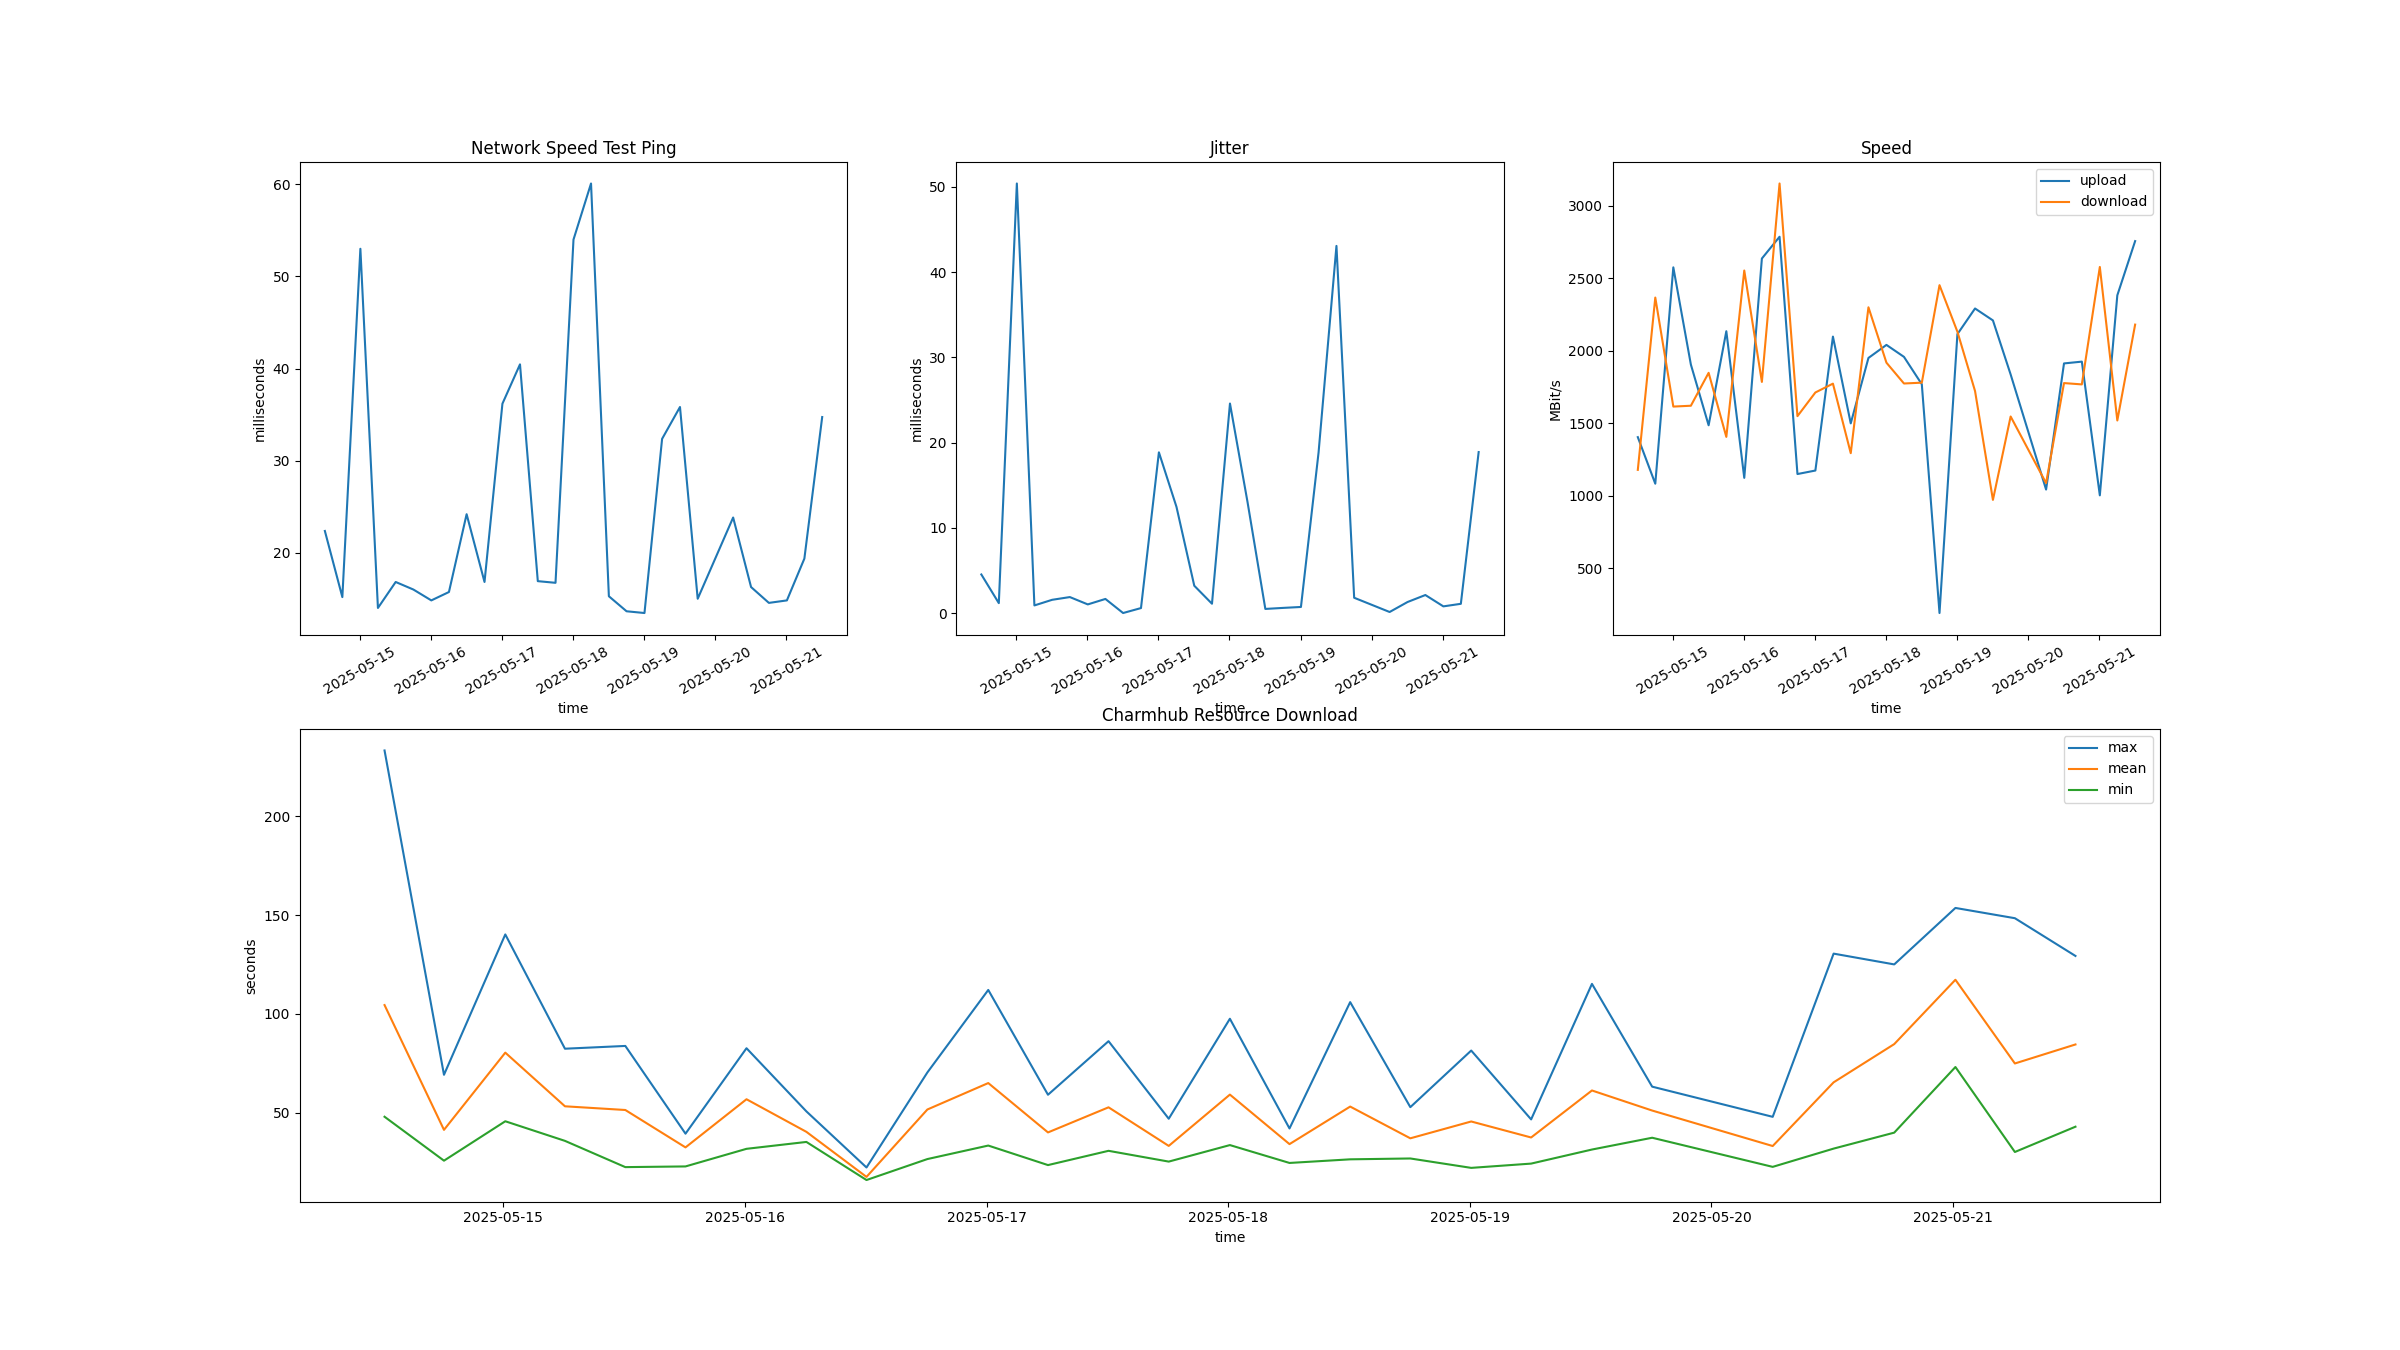 Network Speed Test Ping
milliseconds
60
50
40
30
20
2025-05-15
2025-05-16
2025-05-17
2025-05-18
2025-05-19
2025-05-20
2025-05-21
time
Jitter
milliseconds
50
40
30
20
10
0
2025-05-15
2025-05-16
2025-05-17
2025-05-18
2025-05-19
2025-05-20
2025-05-21
time
Speed
upload
download
MBit/s
3000
2500
2000
1500
1000
500
2025-05-15
2025-05-16
2025-05-17
2025-05-18
2025-05-19
2025-05-20
2025-05-21
time
Charmhub Resource Download
max
mean
min
seconds
200
150
100
50
2025-05-15
2025-05-16
2025-05-17
2025-05-18
2025-05-19
2025-05-20
2025-05-21
time